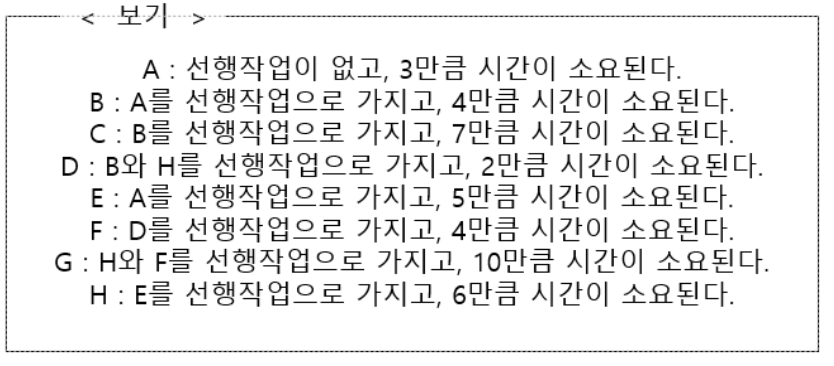 < 보기 >
A : 선행작업이 없고, 3만큼 시간이 소요된다.
B : A를 선행작업으로 가지고, 4만큼 시간이 소요된다.
C : B를 선행작업으로 가지고, 7만큼 시간이 소요된다.
D : B와 H를 선행작업으로 가지고, 2만큼 시간이 소요된다.
E : A를 선행작업으로 가지고, 5만큼 시간이 소요된다.
F : D를 선행작업으로 가지고, 4만큼 시간이 소요된다.
G : H와 F를 선행작업으로 가지고, 10만큼 시간이 소요된다.
H : E를 선행작업으로 가지고, 6만큼 시간이 소요된다.